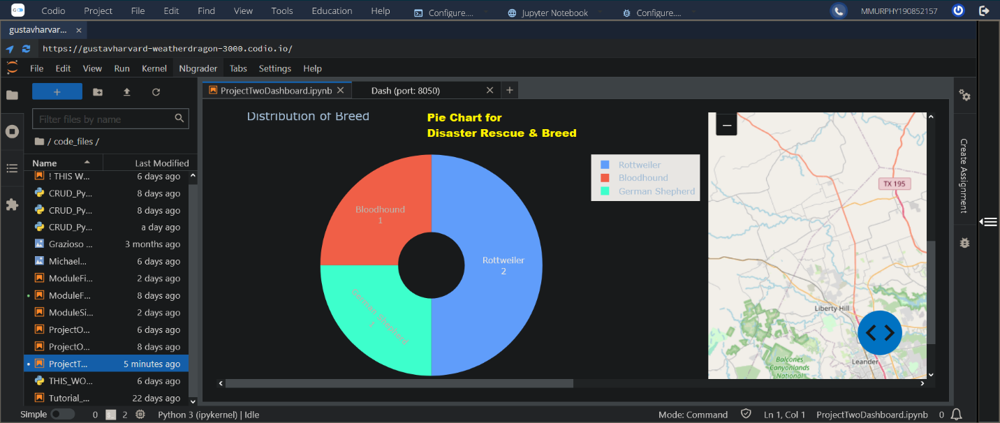 Codio Project File Edit Find View Tools Education Help Configure.... Jupyter Notebook Configure.... MMURPHY190852157
gustavharvar... ×
https://gustavharvard-weatherdragon-3000.codio.io/
File Edit View Run Kernel Nbgrader Tabs Settings Help
+
Filter files by name
/ code_files /
Name Last Modified
! THIS W... 6 days ago
CRUD_Py... 8 days ago
CRUD_Py... 8 days ago
CRUD_Py... a day ago
Grazioso ... 3 months ago
Michael... 6 days ago
ModuleFi... 2 days ago
ModuleF... 8 days ago
ModuleSi... 2 days ago
ProjectO... 6 days ago
ProjectO... 8 days ago
ProjectT... 5 minutes ago
THIS_WO... 6 days ago
Tutorial_... 22 days ago
ProjectTwoDashboard.ipynb × Dash (port: 8050) × +
Distribution of Breed
Pie Chart for
Disaster Rescue & Breed
Bloodhound
1
Rottweiler
2
German Shepherd
1
Rottweiler
Bloodhound
German Shepherd
−
TX 195
Liberty Hill
Leander
Balcones
Canyonlands
National
Create Assignment
Simple 0 2 Python 3 (ipykernel) | Idle Mode: Command Ln 1, Col 1 ProjectTwoDashboard.ipynb 0